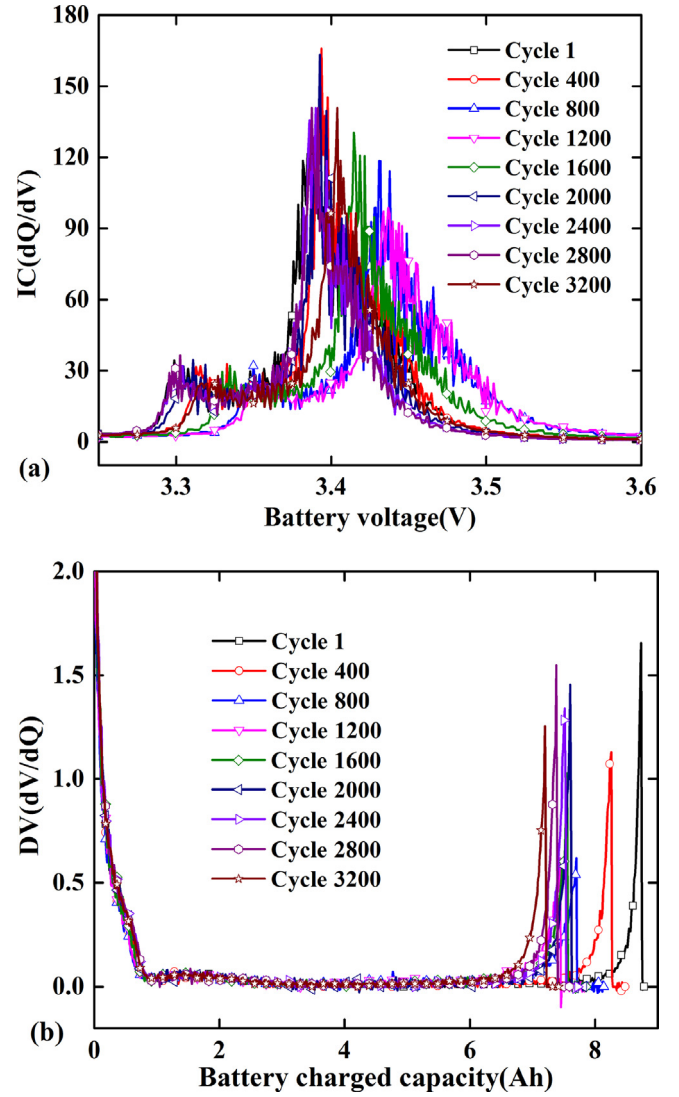 180
150
120
90
60
30
0
IC(dQ/dV)
Cycle 1
Cycle 400
Cycle 800
Cycle 1200
Cycle 1600
Cycle 2000
Cycle 2400
Cycle 2800
Cycle 3200
3.3 3.4 3.5 3.6
(a) Battery voltage(V)
2.0
1.5
1.0
0.5
0.0
DV(dV/dQ)
Cycle 1
Cycle 400
Cycle 800
Cycle 1200
Cycle 1600
Cycle 2000
Cycle 2400
Cycle 2800
Cycle 3200
0 2 4 6 8
(b) Battery charged capacity(Ah)